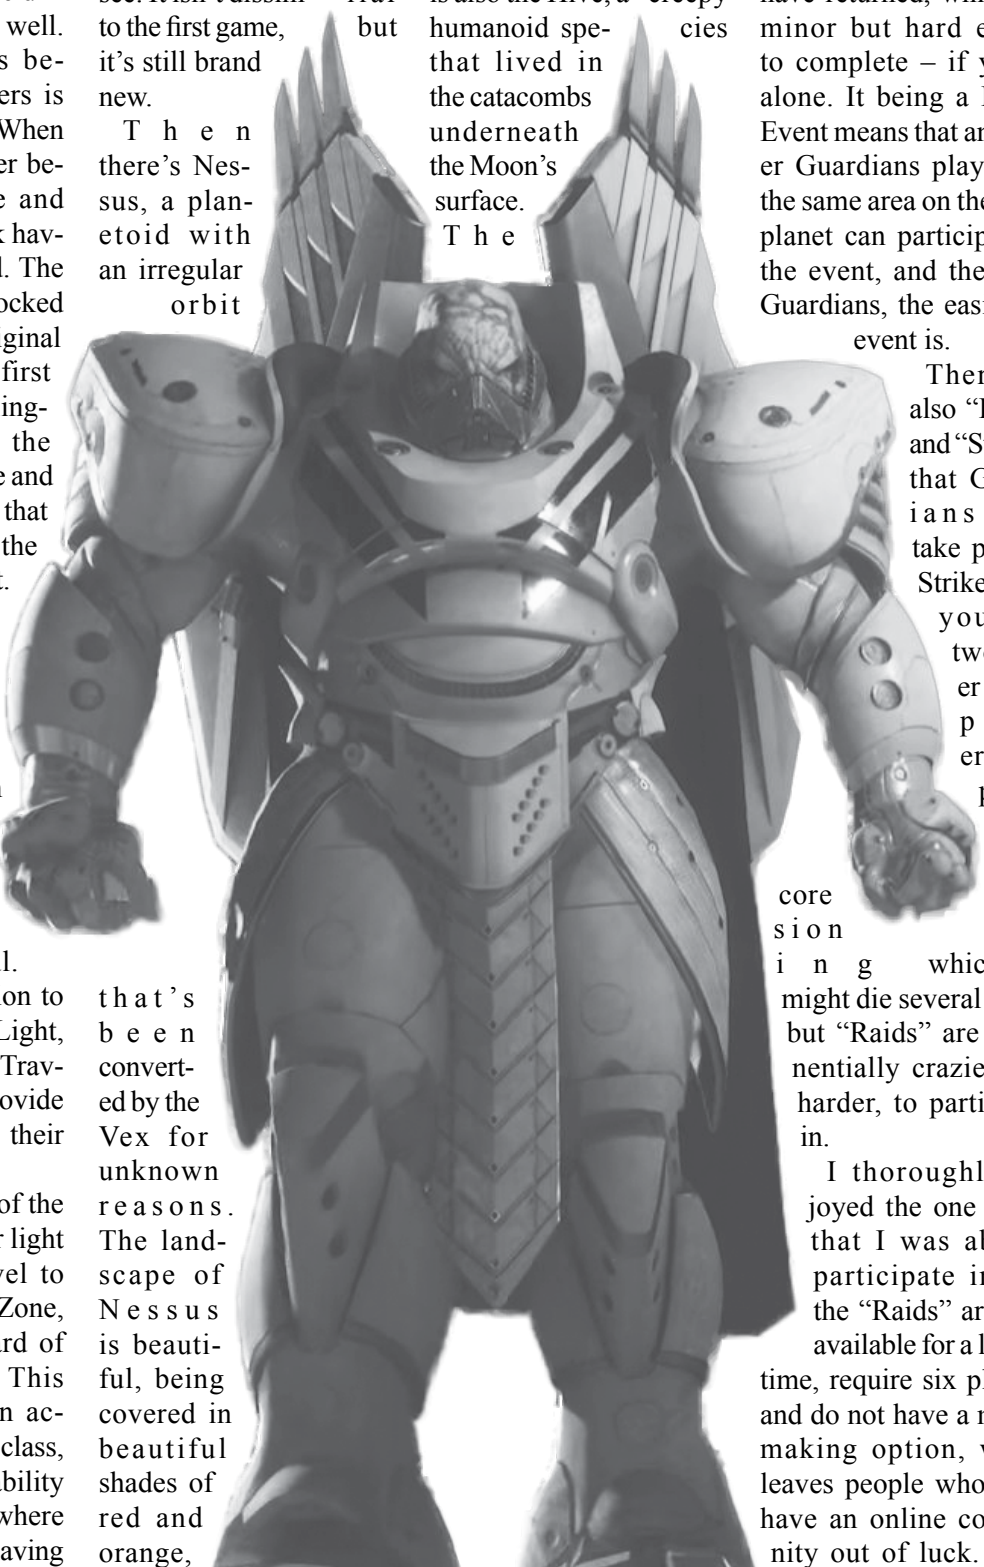 well.
s be-
ers is
When
er be-
e and
k hav-
. The
ocked
iginal
first
ing-
the
e and
that
the
t.
l.
on to
Light,
Trav-
ovide
their
of the
r light
vel to
Zone,
ard of
This
n ac-
class,
bility
where
aving
to the first game, but
it's still brand
new.
Then
there's Nes-
sus, a plan-
etoid with
an irregular
orbit
that's
been
convert-
ed by the
Vex for
unknown
reasons.
The land-
scape of
Nessus
is beauti-
ful, being
covered in
beautiful
shades of
red and
orange,
humanoid spe- cies
that lived in
the catacombs
underneath
the Moon's
surface.
The
minor but hard e
to complete – if y
alone. It being a
Event means that an
er Guardians play
the same area on the
planet can particip
the event, and the
Guardians, the easi
event is.
Ther
also “
and “S
that G
ians
take p
Strike
you
tw
er
p
er
core
sion
ing whic
might die several
but “Raids” are
nentially crazie
harder, to parti
in.
I thoroughl
joyed the one
that I was ab
participate i
the “Raids” ar
available for a l
time, require six pl
and do not have a
making option,
leaves people who
have an online co
nity out of luck.